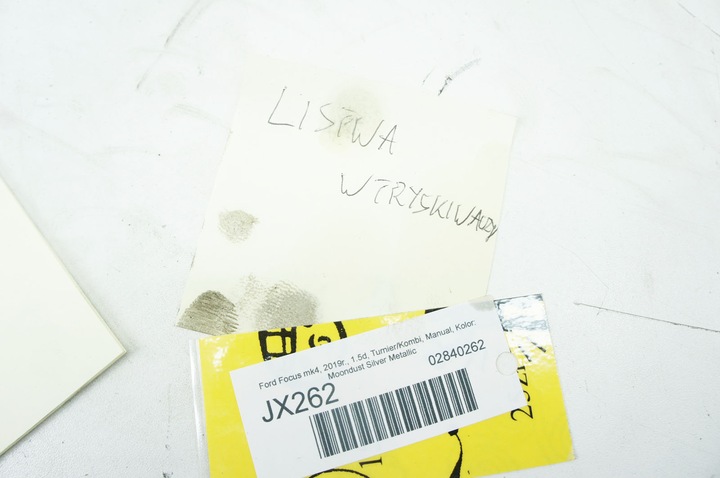 LISTWA
WTRYSKIWACZY
Ford Focus mk4, 2019r., 1.5d, Turnier/Kombi, Manual, Kolor:
Moondust Silver Metallic
02840262
JX262